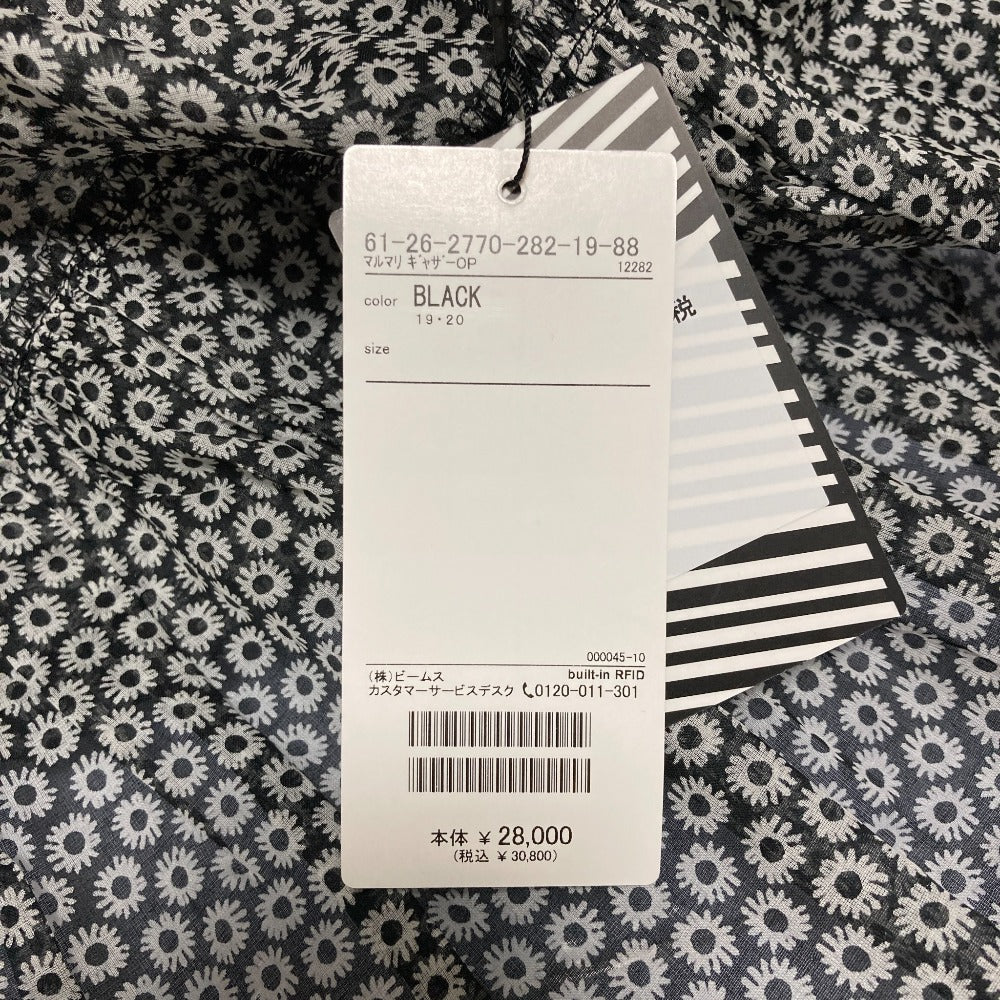 61-26-2770-282-19-88
マルマリ ギャザーOP 12282
color BLACK
19・20
size
税
000045-10
(株)ビームス built-in RFID
カスタマーサービスデスク 0120-011-301
本体 ¥ 28,000
(税込 ¥ 30,800)